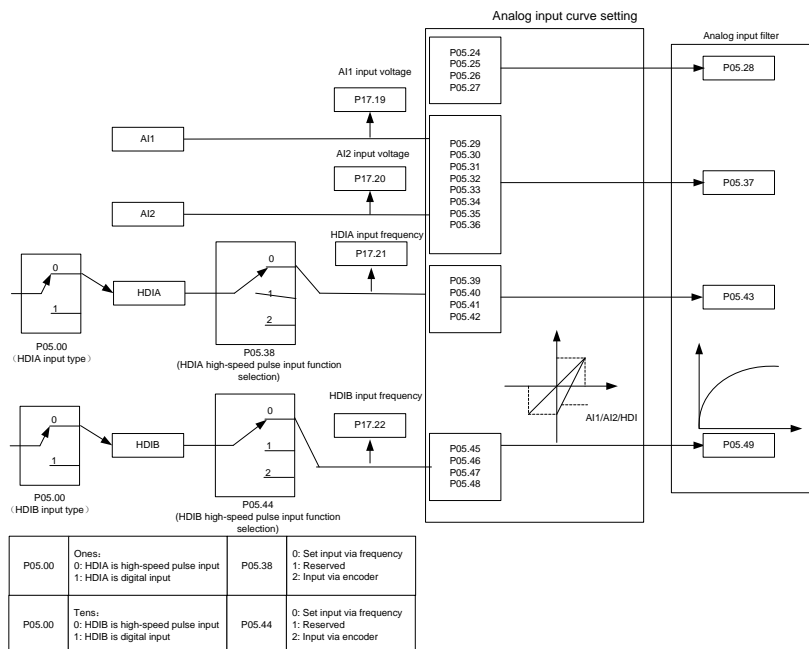 Analog input curve setting
Analog input filter
P05.24
P05.25
P05.26
P05.27
P05.28
AI1 input voltage
P17.19
AI1
AI2 input voltage
P17.20
AI2
P05.29
P05.30
P05.31
P05.32
P05.33
P05.34
P05.35
P05.36
P05.37
HDIA input frequency
P17.21
0
1
P05.00
（HDIA input type）
HDIA
0
1
2
P05.38
(HDIA high-speed pulse input function
selection)
P05.39
P05.40
P05.41
P05.42
P05.43
AI1/AI2/HDI
HDIB input frequency
P17.22
0
1
P05.00
（HDIB input type）
HDIB
0
1
2
P05.44
(HDIB high-speed pulse input function
selection)
P05.45
P05.46
P05.47
P05.48
P05.49
P05.00
Ones：
0: HDIA is high-speed pulse input
1: HDIA is digital input
P05.38
0: Set input via frequency
1: Reserved
2: Input via encoder
P05.00
Tens：
0: HDIB is high-speed pulse input
1: HDIB is digital input
P05.44
0: Set input via frequency
1: Reserved
2: Input via encoder